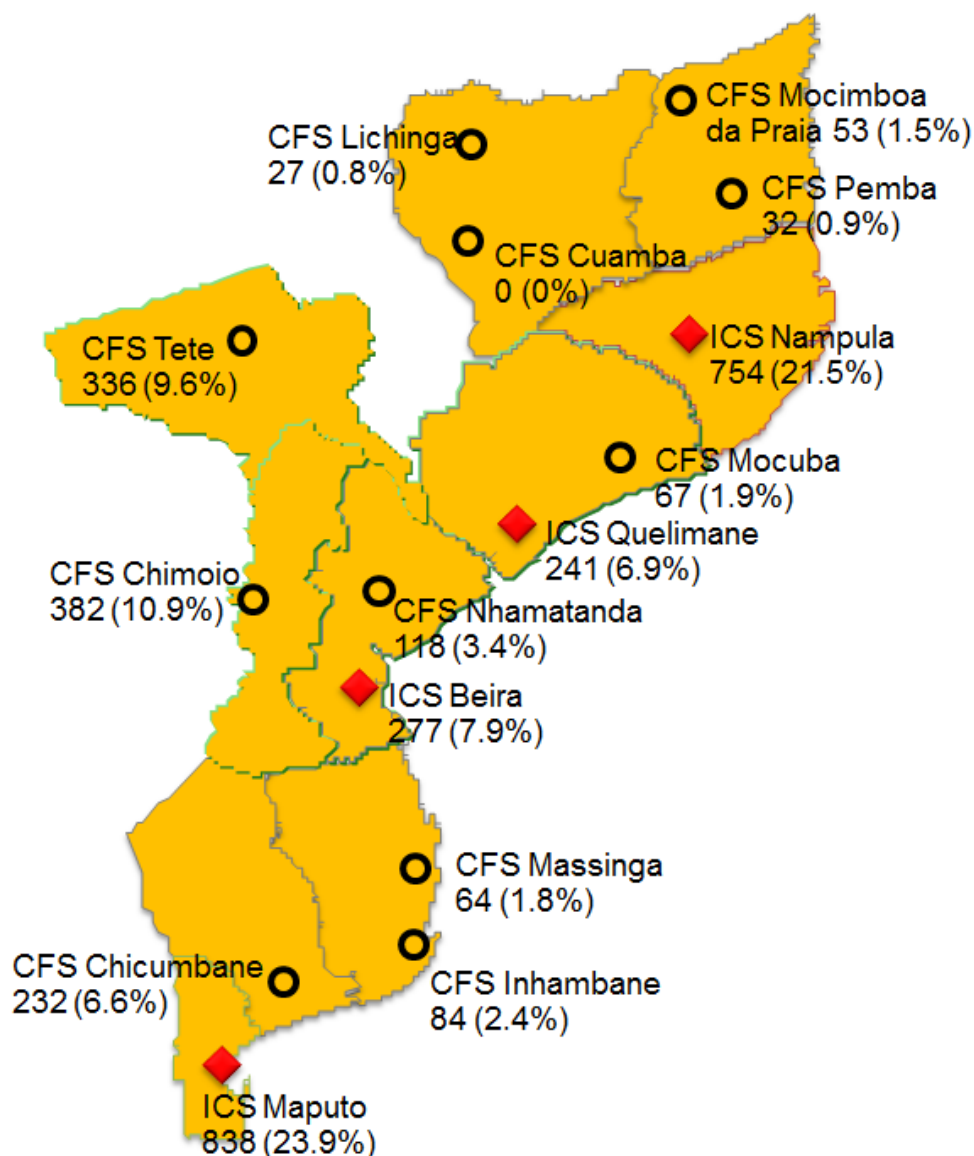 CFS Mocimboa
da Praia 53 (1.5%)
CFS Lichinga
27 (0.8%)
CFS Pemba
32 (0.9%)
CFS Cuamba
0 (0%)
ICS Nampula
754 (21.5%)
CFS Tete
336 (9.6%)
CFS Mocuba
67 (1.9%)
ICS Quelimane
241 (6.9%)
CFS Chimoio
382 (10.9%)
CFS Nhamatanda
118 (3.4%)
ICS Beira
277 (7.9%)
CFS Massinga
64 (1.8%)
CFS Chicumbane
232 (6.6%)
CFS Inhambane
84 (2.4%)
ICS Maputo
838 (23.9%)